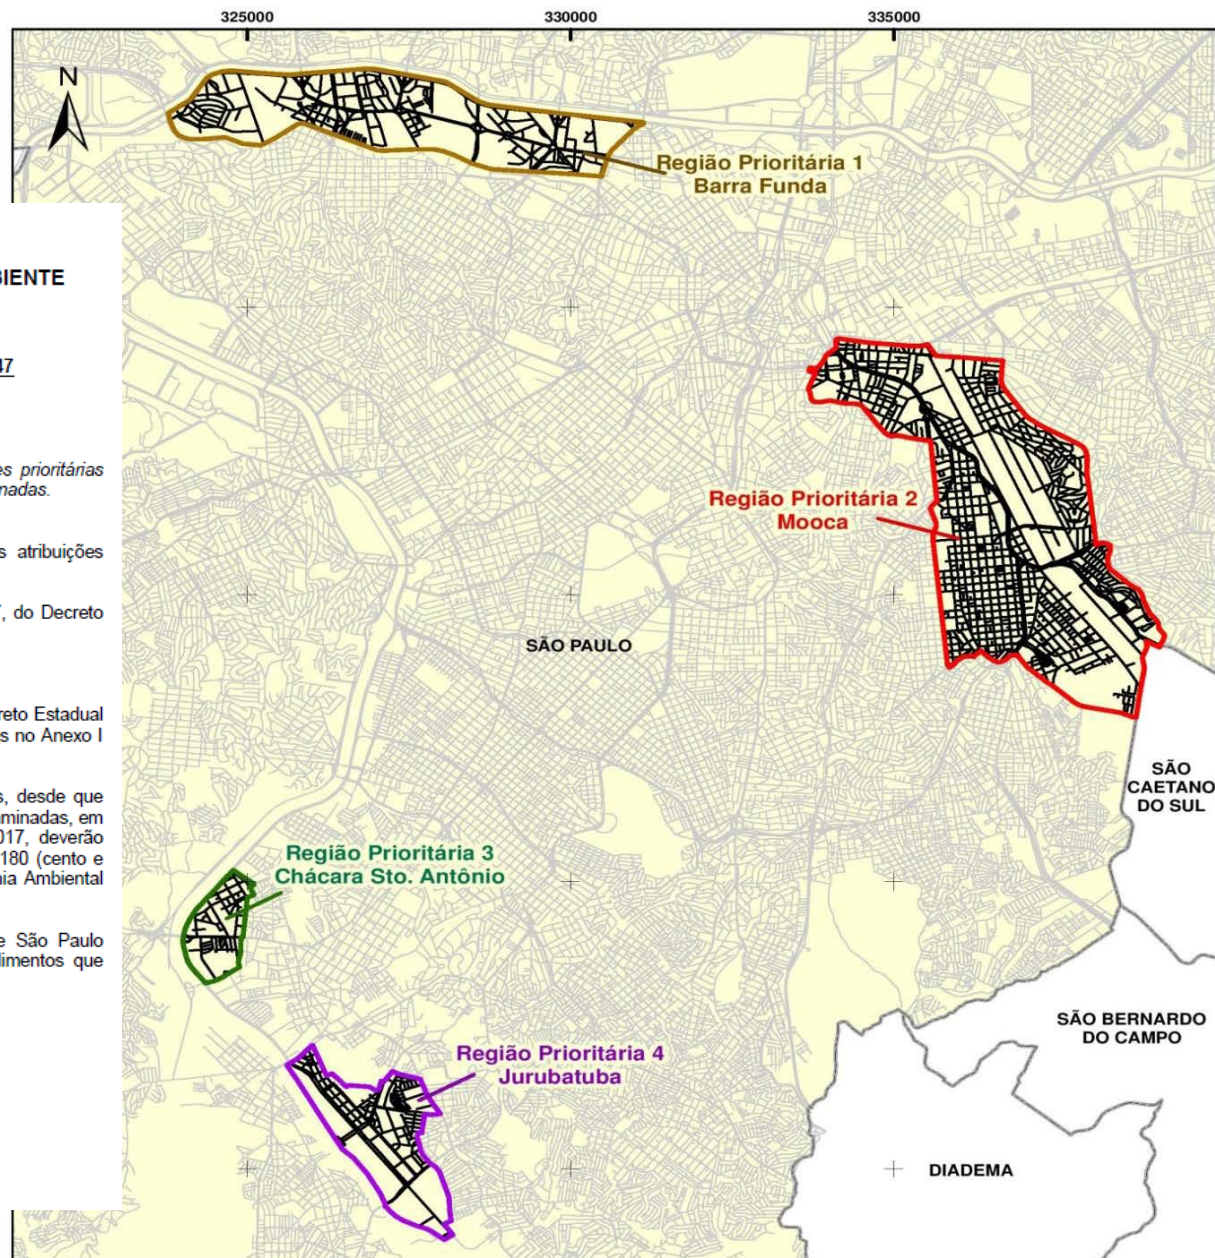 325000
330000
335000
N
Região Prioritária 1
Barra Funda
BIENTE
47
es prioritárias
nadas.
s atribuições
, do Decreto
reto Estadual
s no Anexo I
s, desde que
minadas, em
017, deverão
180 (cento e
nia Ambiental
e São Paulo
dimentos que
Região Prioritária 2
Mooca
SÃO PAULO
SÃO
CAETANO
DO SUL
Região Prioritária 3
Chácara Sto. Antônio
SÃO BERNARDO
DO CAMPO
Região Prioritária 4
Jurubatuba
DIADEMA